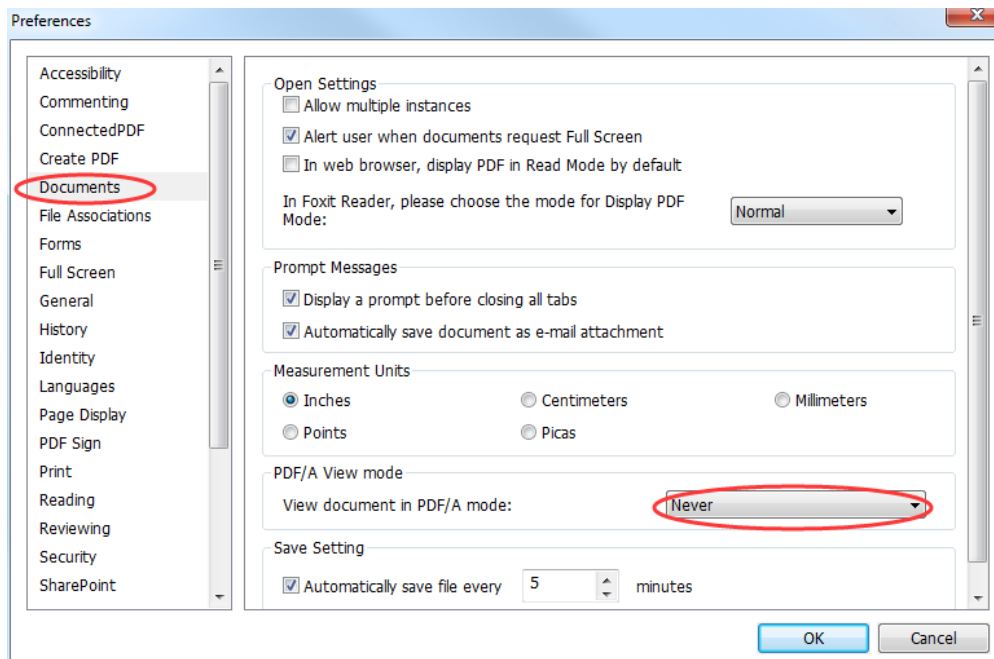 Preferences
X
Accessibility
Commenting
ConnectedPDF
Create PDF
Documents
File Associations
Forms
Full Screen
General
History
Identity
Languages
Page Display
PDF Sign
Print
Reading
Reviewing
Security
SharePoint
Open Settings
Allow multiple instances
Alert user when documents request Full Screen
In web browser, display PDF in Read Mode by default
In Foxit Reader, please choose the mode for Display PDF
Mode:
Normal
Prompt Messages
Display a prompt before closing all tabs
Automatically save document as e-mail attachment
Measurement Units
Inches Centimeters Millimeters
Points Picas
PDF/A View mode
View document in PDF/A mode: Never
Save Setting
Automatically save file every 5 minutes
OK Cancel